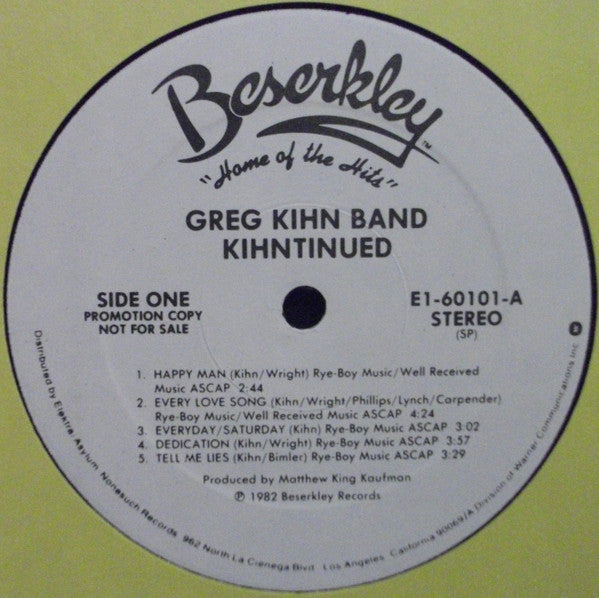 Beserkley™
"Home of the Hits"
GREG KIHN BAND
KIHNTINUED
SIDE ONE
PROMOTION COPY
NOT FOR SALE
E1-60101-A
STEREO
(SP)
1. HAPPY MAN (Kihn/Wright) Rye-Boy Music/Well Received
Music ASCAP 2:44
2. EVERY LOVE SONG (Kihn/Wright/Phillips/Lynch/Carpender)
Rye-Boy Music/Well Received Music ASCAP 4:24
3. EVERYDAY/SATURDAY (Kihn) Rye-Boy Music ASCAP 3:02
4. DEDICATION (Kihn/Wright) Rye-Boy Music ASCAP 3:57
5. TELL ME LIES (Kihn/Bimler) Rye-Boy Music ASCAP 3:29
Produced by Matthew King Kaufman
℗ 1982 Beserkley Records
Distributed by Elektra/Asylum/Nonesuch Records 962 North La Cienega Blvd. Los Angeles, California 90069/A Division of Warner Communications Inc.